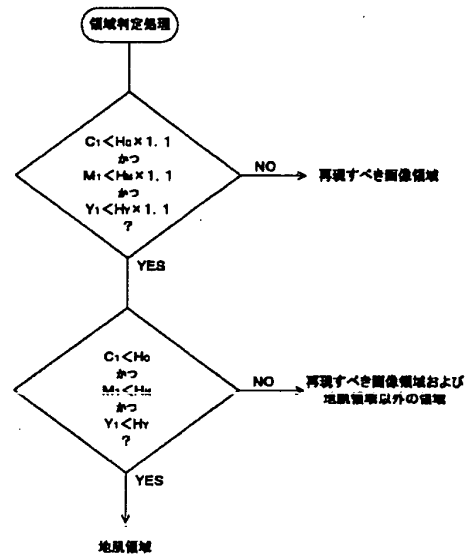 領域判定処理
C1<HC×1.1
かつ
M1<HM×1.1
かつ
Y1<HY×1.1
?
NO
再現すべき画像領域
YES
C1<HC
かつ
M1<HM
かつ
Y1<HY
?
NO
再現すべき画像領域および
地肌領域以外の領域
YES
地肌領域